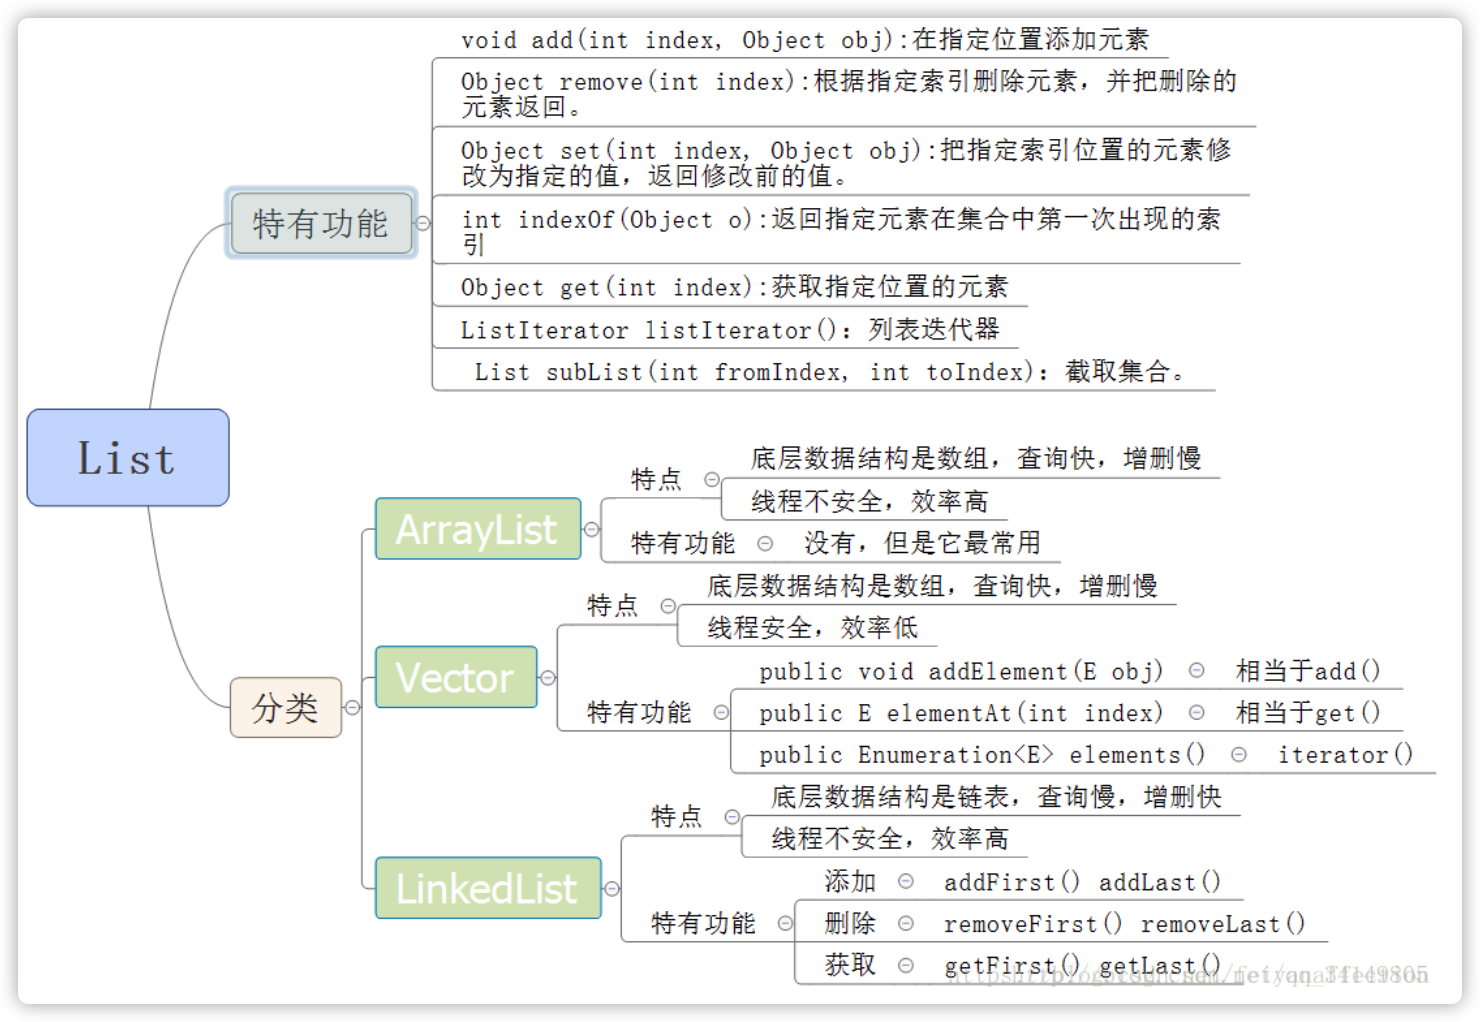 void add(int index, Object obj):在指定位置添加元素
Object remove(int index):根据指定索引删除元素，并把删除的
元素返回。
Object set(int index, Object obj):把指定索引位置的元素修
改为指定的值，返回修改前的值。
特有功能
int indexOf(Object o):返回指定元素在集合中第一次出现的索
引
Object get(int index):获取指定位置的元素
ListIterator listIterator()：列表迭代器
List subList(int fromIndex, int toIndex)：截取集合。
List
底层数据结构是数组，查询快，增删慢
特点
线程不安全，效率高
ArrayList
特有功能 没有，但是它最常用
底层数据结构是数组，查询快，增删慢
特点
线程安全，效率低
Vector
public void addElement(E obj) 相当于add()
分类
特有功能 public E elementAt(int index) 相当于get()
public Enumeration<E> elements() iterator()
底层数据结构是链表，查询慢，增删快
特点
线程不安全，效率高
LinkedList
添加 addFirst() addLast()
特有功能 删除 removeFirst() removeLast()
获取 getFirst() getLast()